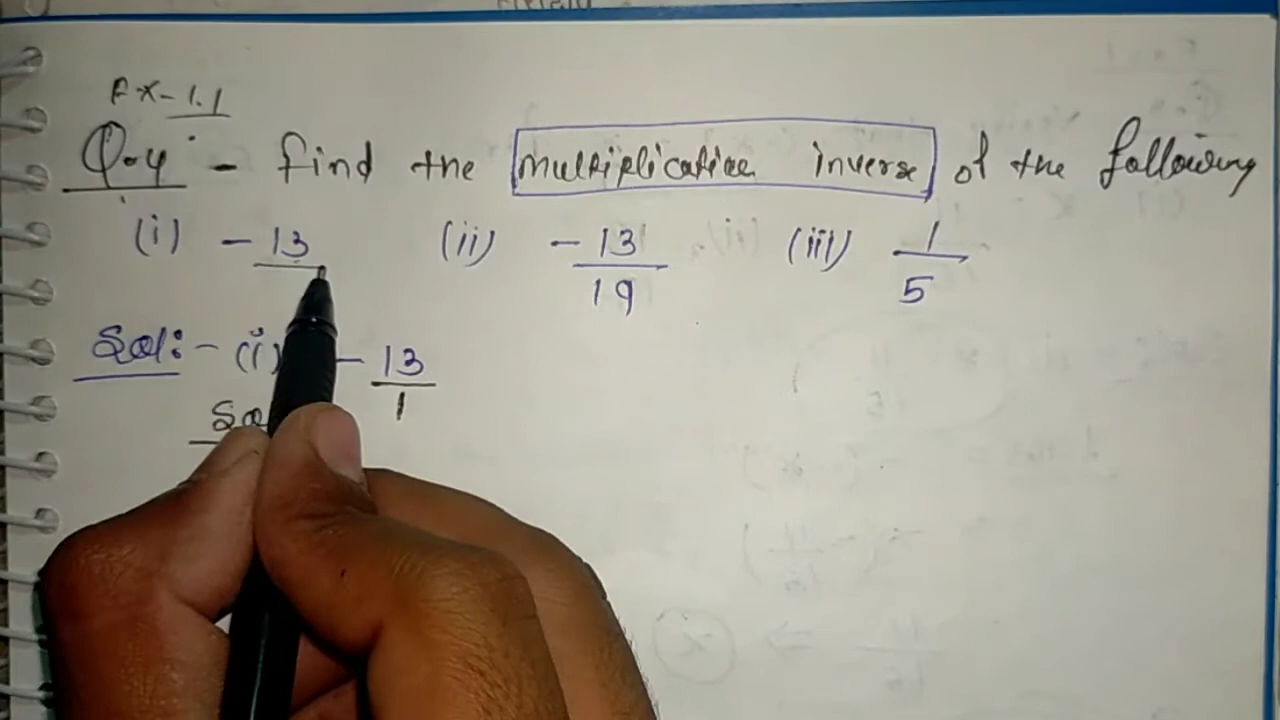 Ex-1.1
Q.4 - find the multiplicative inverse of the following
(i) -13 (ii) -13/19 (iii) 1/5
Sol:- (i) -13/1